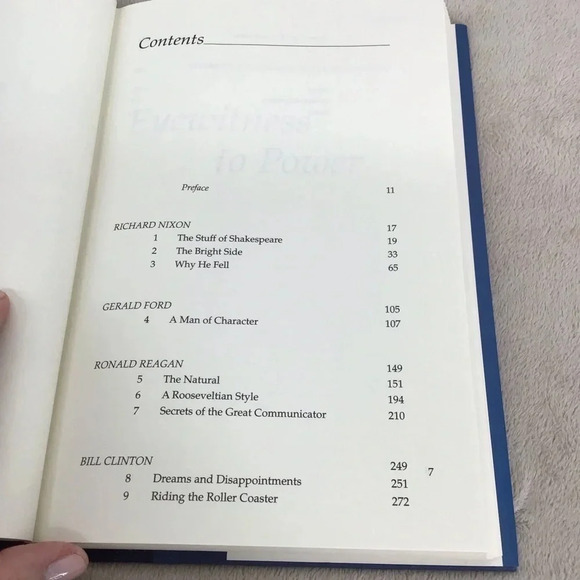 Contents
Eyewitness
to Power
Preface 11
RICHARD NIXON 17
1 The Stuff of Shakespeare 19
2 The Bright Side 33
3 Why He Fell 65
GERALD FORD 105
4 A Man of Character 107
RONALD REAGAN 149
5 The Natural 151
6 A Rooseveltian Style 194
7 Secrets of the Great Communicator 210
BILL CLINTON 249
7
8 Dreams and Disappointments 251
9 Riding the Roller Coaster 272